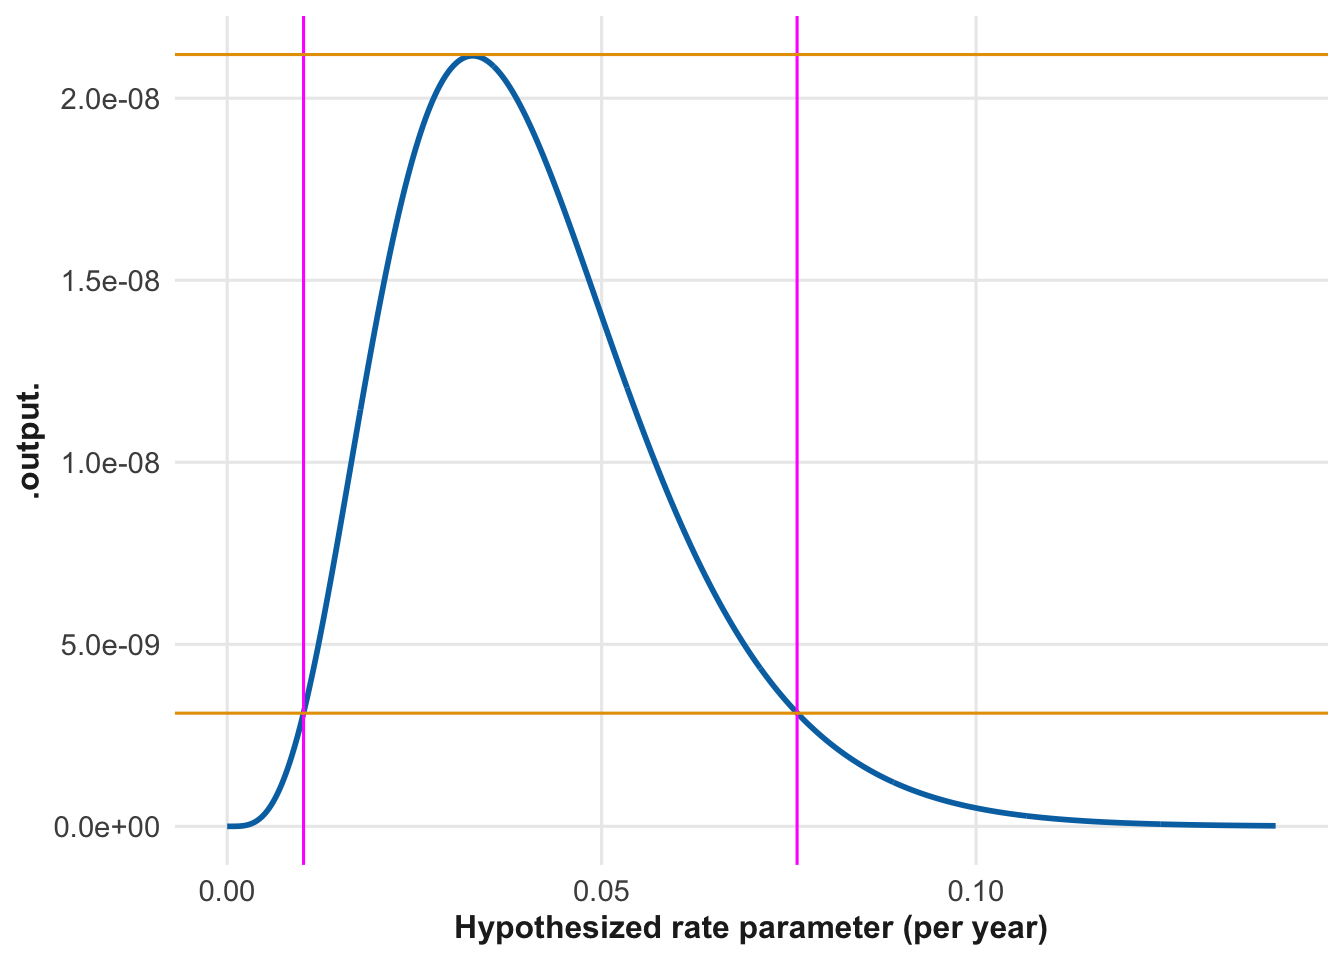 2.0e-08
1.5e-08
1.0e-08
5.0e-09
0.0e+00
.output.
0.00 0.05 0.10
Hypothesized rate parameter (per year)